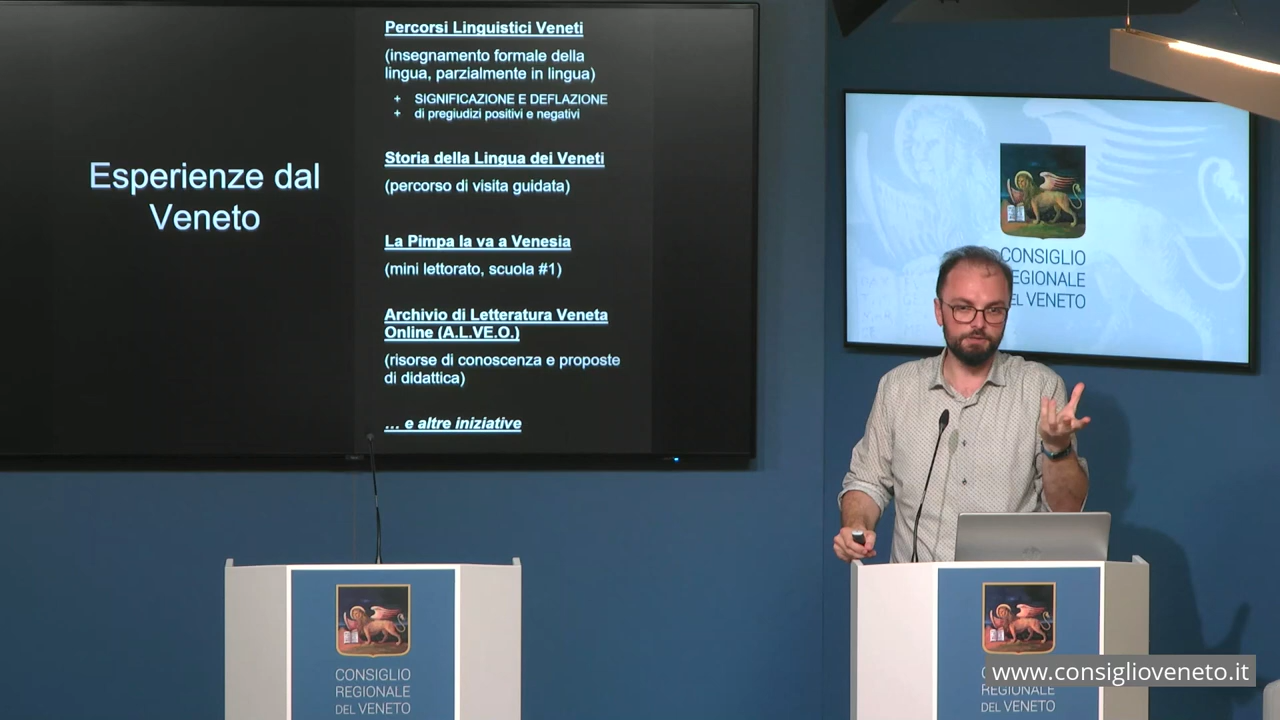 Esperienze dal
Veneto
Percorsi Linguistici Veneti
(insegnamento formale della
lingua, parzialmente in lingua)
+ SIGNIFICAZIONE E DEFLAZIONE
+ di pregiudizi positivi e negativi
Storia della Lingua dei Veneti
(percorso di visita guidata)
La Pimpa la va a Venesia
(mini lettorato, scuola #1)
Archivio di Letteratura Veneta
Online (A.L.VE.O.)
(risorse di conoscenza e proposte
di didattica)
… e altre iniziative
CONSIGLIO
REGIONALE
DEL VENETO
CONSIGLIO
REGIONALE
DEL VENETO
REGIONALE
DEL VENETO
www.consiglioveneto.it